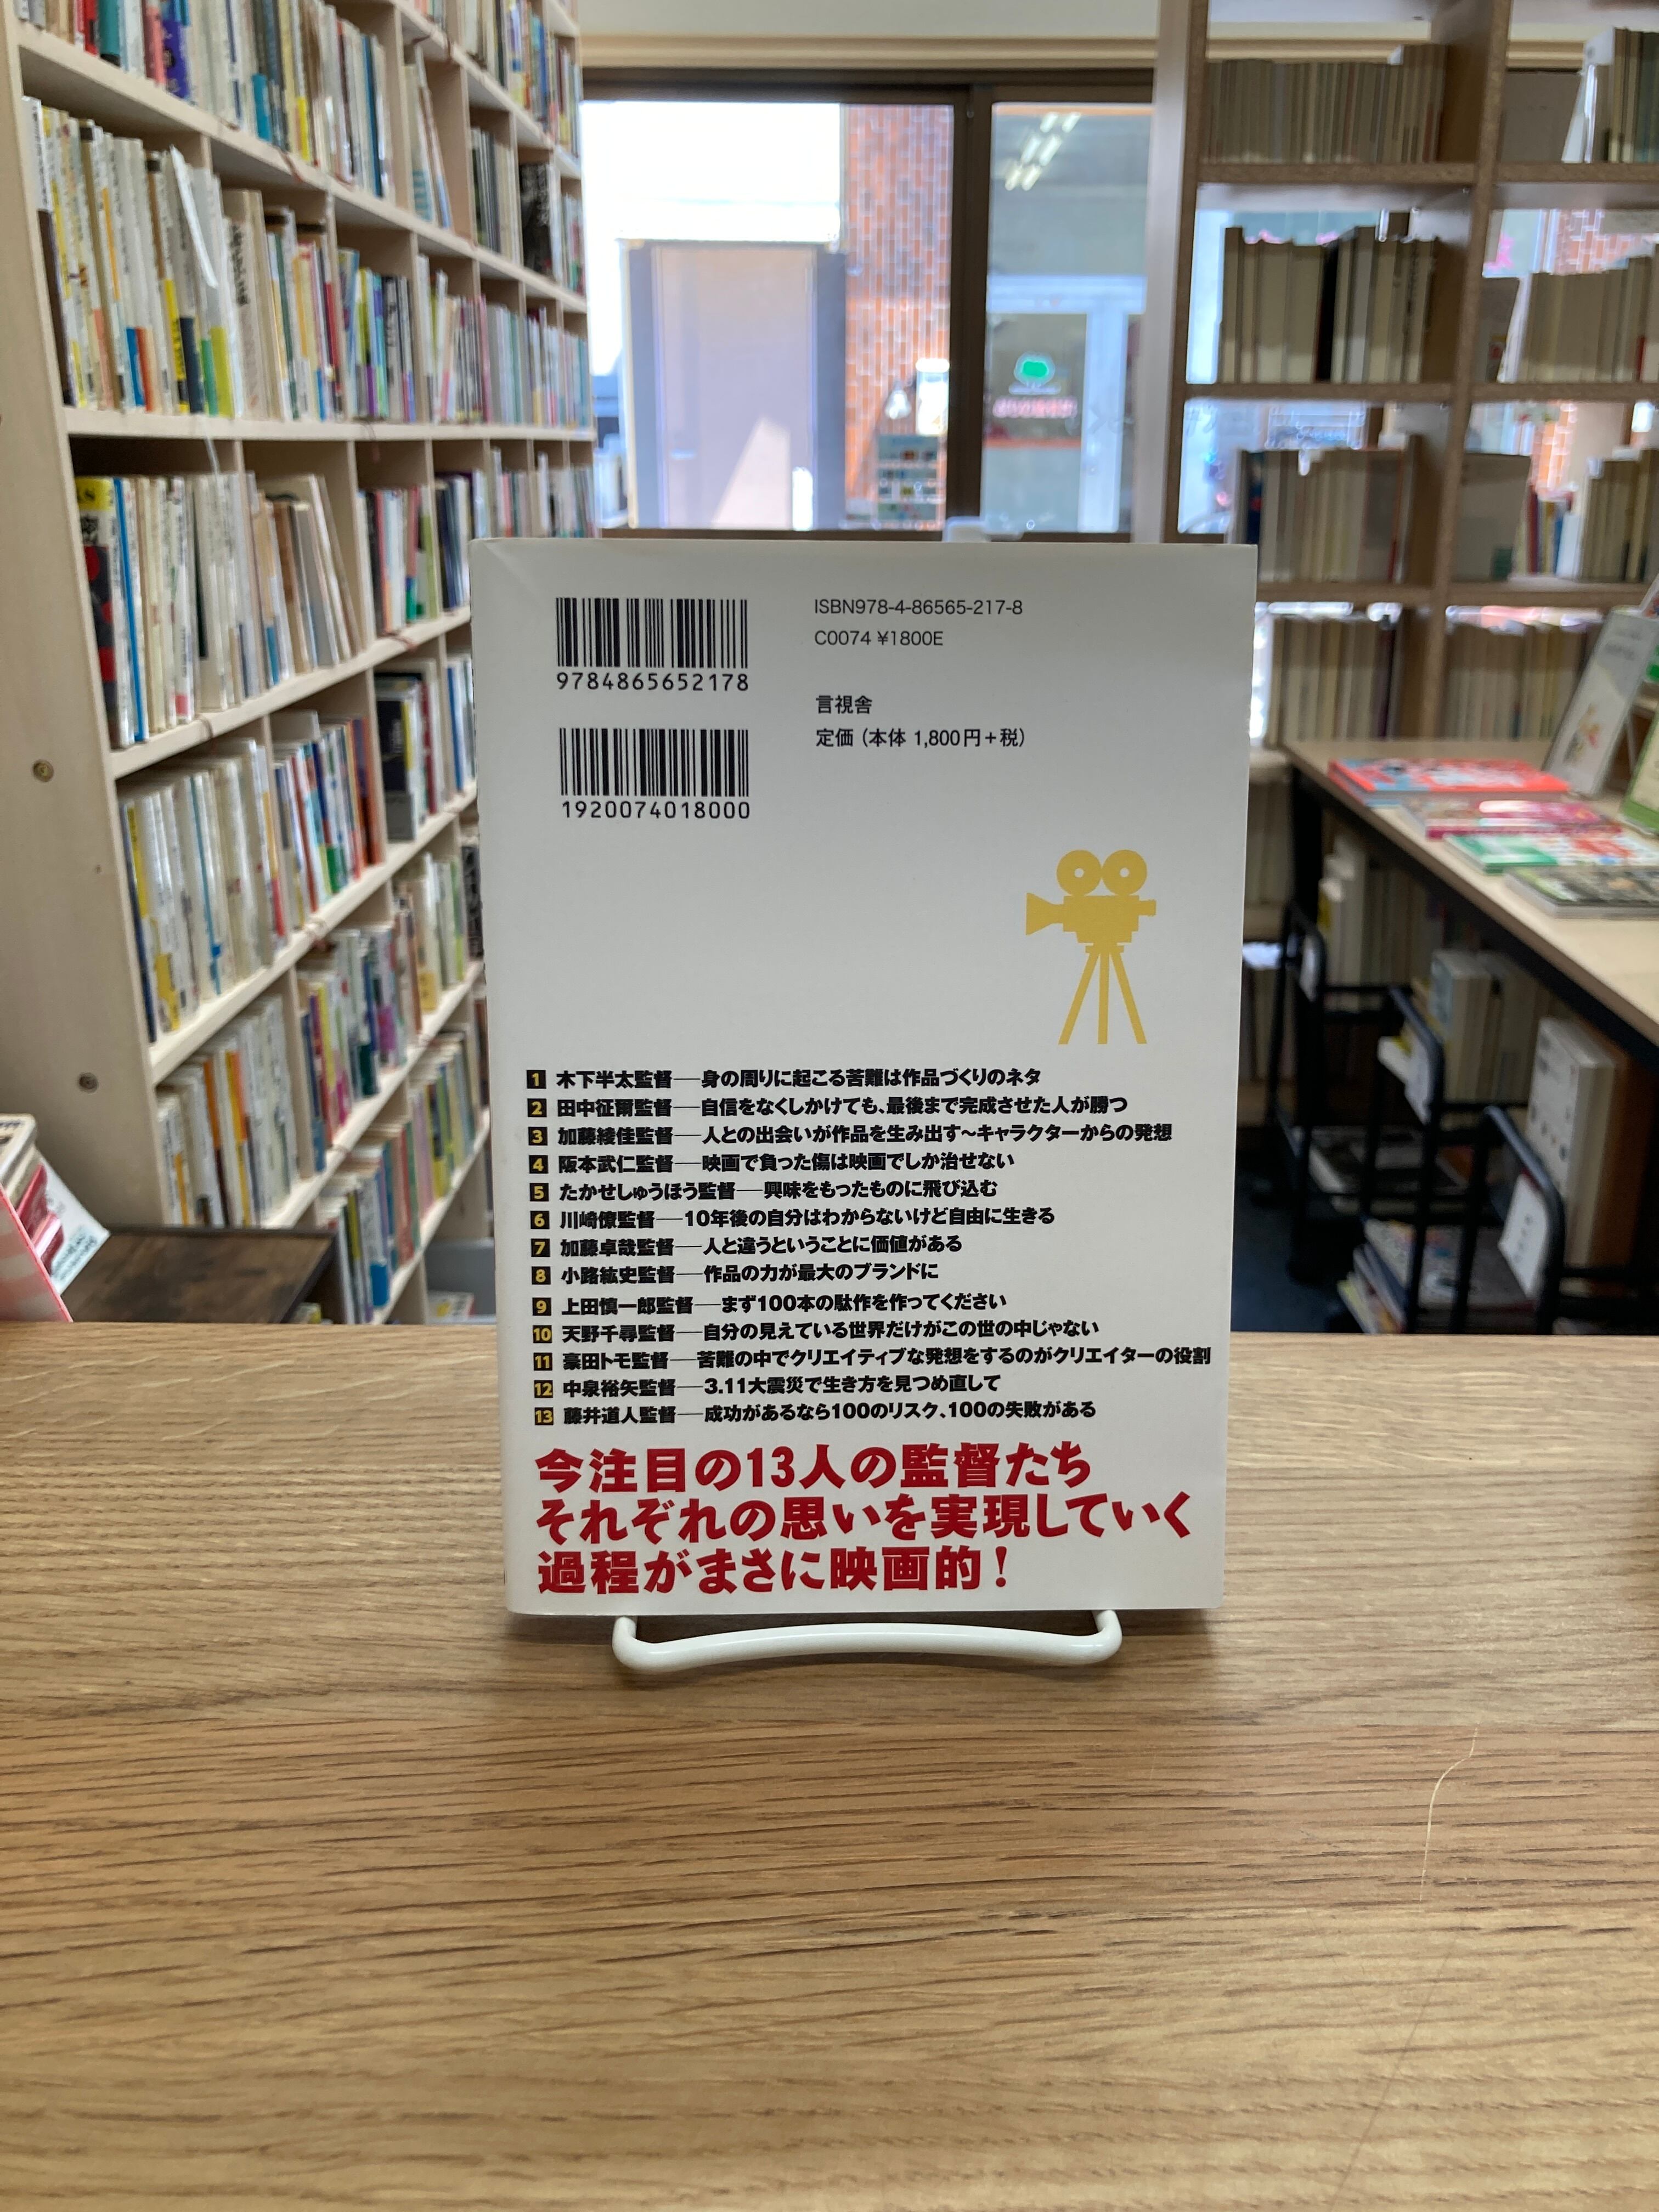 ISBN978-4-86565-217-8
C0074 ¥1800E
9784865652178
言視舎
定価（本体 1,800円＋税）
1920074018000
1 木下半太監督──身の周りに起こる苦難は作品づくりのネタ
2 田中征爾監督──自信をなくしかけても、最後まで完成させた人が勝つ
3 加藤綾佳監督──人との出会いが作品を生み出す〜キャラクターからの発想
4 阪本武仁監督──映画で負った傷は映画でしか治せない
5 たかせしゅうほう監督──興味をもったものに飛び込む
6 川崎僚監督──10年後の自分はわからないけど自由に生きる
7 加藤卓哉監督──人と違うということに価値がある
8 小路紘史監督──作品の力が最大のブランドに
9 上田慎一郎監督──まず100本の駄作を作ってください
10 天野千尋監督──自分の見えている世界だけがこの世の中じゃない
11 豪田トモ監督──苦難の中でクリエイティブな発想をするのがクリエイターの役割
12 中泉裕矢監督──3.11大震災で生き方を見つめ直して
13 藤井道人監督──成功があるなら100のリスク、100の失敗がある
今注目の13人の監督たち
それぞれの思いを実現していく
過程がまさに映画的！